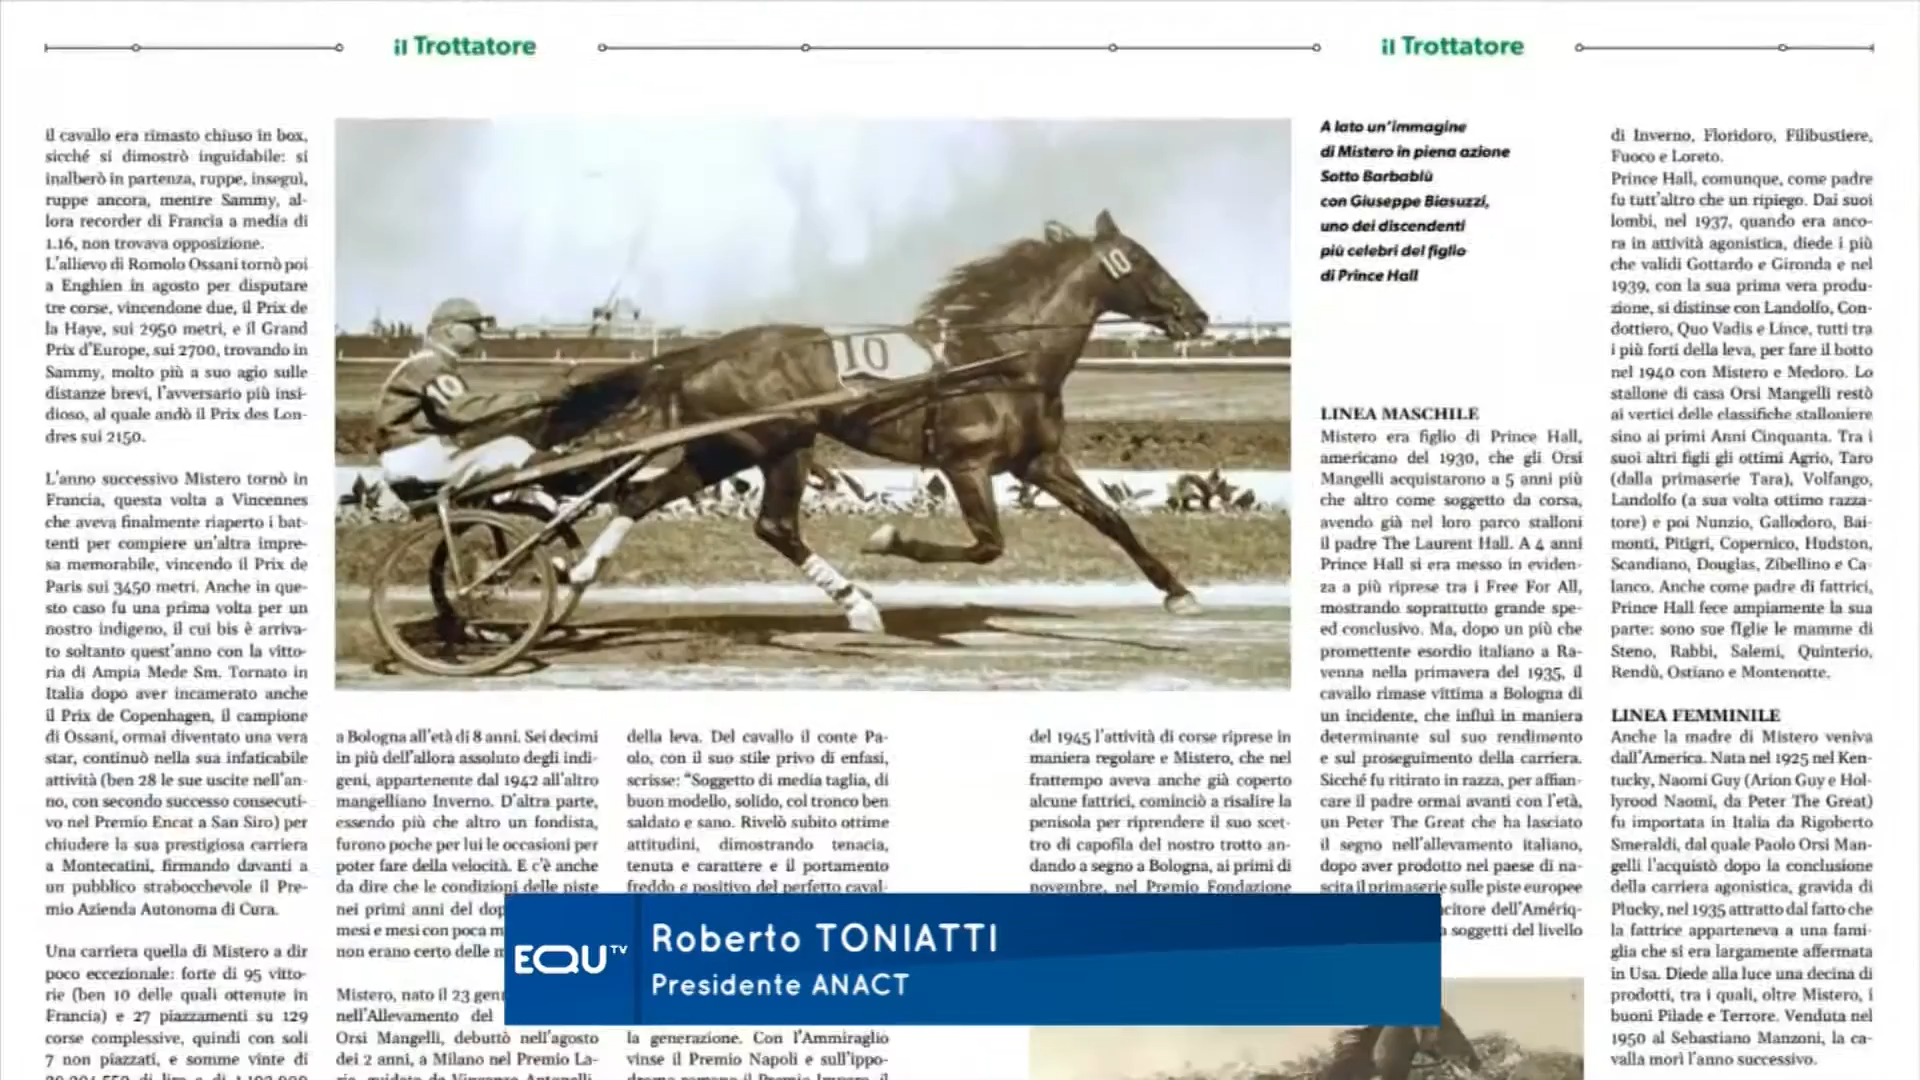 il Trottatore
il Trottatore
il cavallo era rimasto chiuso in box,
sicché si dimostrò inguidabile: si
inalberò in partenza, ruppe, inseguì,
ruppe ancora, mentre Sammy, al-
lora recorder di Francia a media di
1.16, non trovava opposizione.
L'allievo di Romolo Ossani tornò poi
a Enghien in agosto per disputare
tre corse, vincendone due, il Prix de
la Haye, sui 2950 metri, e il Grand
Prix d'Europe, sui 2700, trovando in
Sammy, molto più a suo agio sulle
distanze brevi, l'avversario più insi-
dioso, al quale andò il Prix des Lon-
dres sui 2150.
L'anno successivo Mistero tornò in
Francia, questa volta a Vincennes
che aveva finalmente riaperto i bat-
tenti per compiere un'altra impre-
sa memorabile, vincendo il Prix de
Paris sui 3450 metri. Anche in que-
sto caso fu una prima volta per un
nostro indigeno, il cui bis è arriva-
to soltanto quest'anno con la vitto-
ria di Ampia Mede Sm. Tornato in
Italia dopo aver incamerato anche
il Prix de Copenhagen, il campione
di Ossani, ormai diventato una vera
star, continuò nella sua infaticabile
attività (ben 28 le sue uscite nell'an-
no, con secondo successo consecuti-
vo nel Premio Encat a San Siro) per
chiudere la sua prestigiosa carriera
a Montecatini, firmando davanti a
un pubblico strabocchevole il Pre-
mio Azienda Autonoma di Cura.
Una carriera quella di Mistero a dir
poco eccezionale: forte di 95 vitto-
rie (ben 10 delle quali ottenute in
Francia) e 27 piazzamenti su 129
corse complessive, quindi con soli
7 non piazzati, e somme vinte di
10
10
10
a Bologna all'età di 8 anni. Sei decimi
in più dell'allora assoluto degli indi-
geni, appartenente dal 1942 all'altro
mangelliano Inverno. D'altra parte,
essendo più che altro un fondista,
furono poche per lui le occasioni per
poter fare della velocità. E c'è anche
da dire che le condizioni delle piste
nei primi anni del dop
mesi e mesi con poca m
non erano certo delle m
Mistero, nato il 23 gen
nell'Allevamento del
Orsi Mangelli, debuttò nell'agosto
dei 2 anni, a Milano nel Premio La-
della leva. Del cavallo il conte Pa-
olo, con il suo stile privo di enfasi,
scrisse: "Soggetto di media taglia, di
buon modello, solido, col tronco ben
saldato e sano. Rivelò subito ottime
attitudini, dimostrando tenacia,
tenuta e carattere e il portamento
freddo e positivo del perfetto caval-
la generazione. Con l'Ammiraglio
vinse il Premio Napoli e sull'ippo-
del 1945 l'attività di corse riprese in
maniera regolare e Mistero, che nel
frattempo aveva anche già coperto
alcune fattrici, cominciò a risalire la
penisola per riprendere il suo scet-
tro di capofila del nostro trotto an-
dando a segno a Bologna, ai primi di
novembre, nel Premio Fondazione
A lato un'immagine
di Mistero in piena azione
Sotto Barbablù
con Giuseppe Biasuzzi,
uno dei discendenti
più celebri del figlio
di Prince Hall
LINEA MASCHILE
Mistero era figlio di Prince Hall,
americano del 1930, che gli Orsi
Mangelli acquistarono a 5 anni più
che altro come soggetto da corsa,
avendo già nel loro parco stalloni
il padre The Laurent Hall. A 4 anni
Prince Hall si era messo in eviden-
za a più riprese tra i Free For All,
mostrando soprattutto grande spe-
ed conclusivo. Ma, dopo un più che
promettente esordio italiano a Ra-
venna nella primavera del 1935, il
cavallo rimase vittima a Bologna di
un incidente, che influì in maniera
determinante sul suo rendimento
e sul proseguimento della carriera.
Sicché fu ritirato in razza, per affian-
care il padre ormai avanti con l'età,
un Peter The Great che ha lasciato
il segno nell'allevamento italiano,
dopo aver prodotto nel paese di na-
scita il primaserie sulle piste europee
citore dell'Amériq-
a soggetti del livello
di Inverno, Floridoro, Filibustiere,
Fuoco e Loreto.
Prince Hall, comunque, come padre
fu tutt'altro che un ripiego. Dai suoi
lombi, nel 1937, quando era anco-
ra in attività agonistica, diede i più
che validi Gottardo e Gironda e nel
1939, con la sua prima vera produ-
zione, si distinse con Landolfo, Con-
dottiero, Quo Vadis e Lince, tutti tra
i più forti della leva, per fare il botto
nel 1940 con Mistero e Medoro. Lo
stallone di casa Orsi Mangelli restò
ai vertici delle classifiche stalloniere
sino ai primi Anni Cinquanta. Tra i
suoi altri figli gli ottimi Agrio, Taro
(dalla primaserie Tara), Volfango,
Landolfo (a sua volta ottimo razza-
tore) e poi Nunzio, Gallodoro, Bai-
monti, Pitigri, Copernico, Hudston,
Scandiano, Douglas, Zibellino e Ca-
lanco. Anche come padre di fattrici,
Prince Hall fece ampiamente la sua
parte: sono sue figlie le mamme di
Steno, Rabbi, Salemi, Quinterio,
Rendù, Ostiano e Montenotte.
LINEA FEMMINILE
Anche la madre di Mistero veniva
dall'America. Nata nel 1925 nel Ken-
tucky, Naomi Guy (Arion Guy e Hol-
lyrood Naomi, da Peter The Great)
fu importata in Italia da Rigoberto
Smeraldi, dal quale Paolo Orsi Man-
gelli l'acquistò dopo la conclusione
della carriera agonistica, gravida di
Plucky, nel 1935 attratto dal fatto che
la fattrice apparteneva a una fami-
glia che si era largamente affermata
in Usa. Diede alla luce una decina di
prodotti, tra i quali, oltre Mistero, i
buoni Pilade e Terrore. Venduta nel
1950 al Sebastiano Manzoni, la ca-
valla morì l'anno successivo.
EQU TV
Roberto TONIATTI
Presidente ANACT